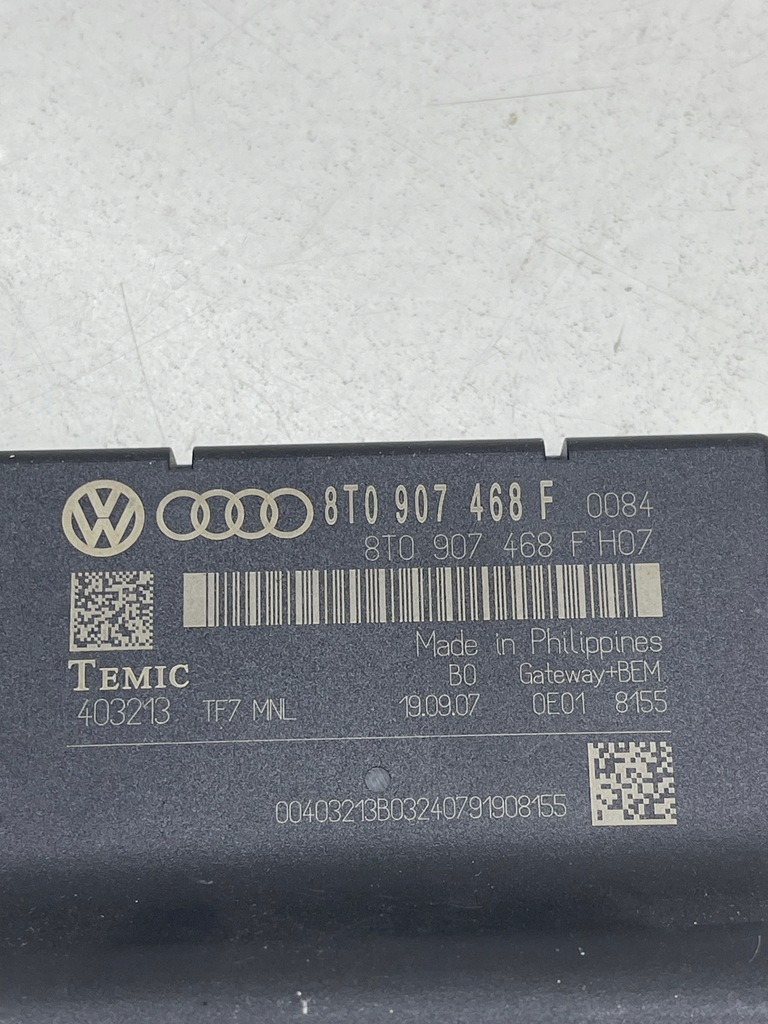 8T0 907 468 F 0084
8T0 907 468 F H07
Made in Philippines
TEMIC B0 Gateway+BEM
403213 TF7 MNL 19.09.07 0E01 8155
00403213B03240791908155